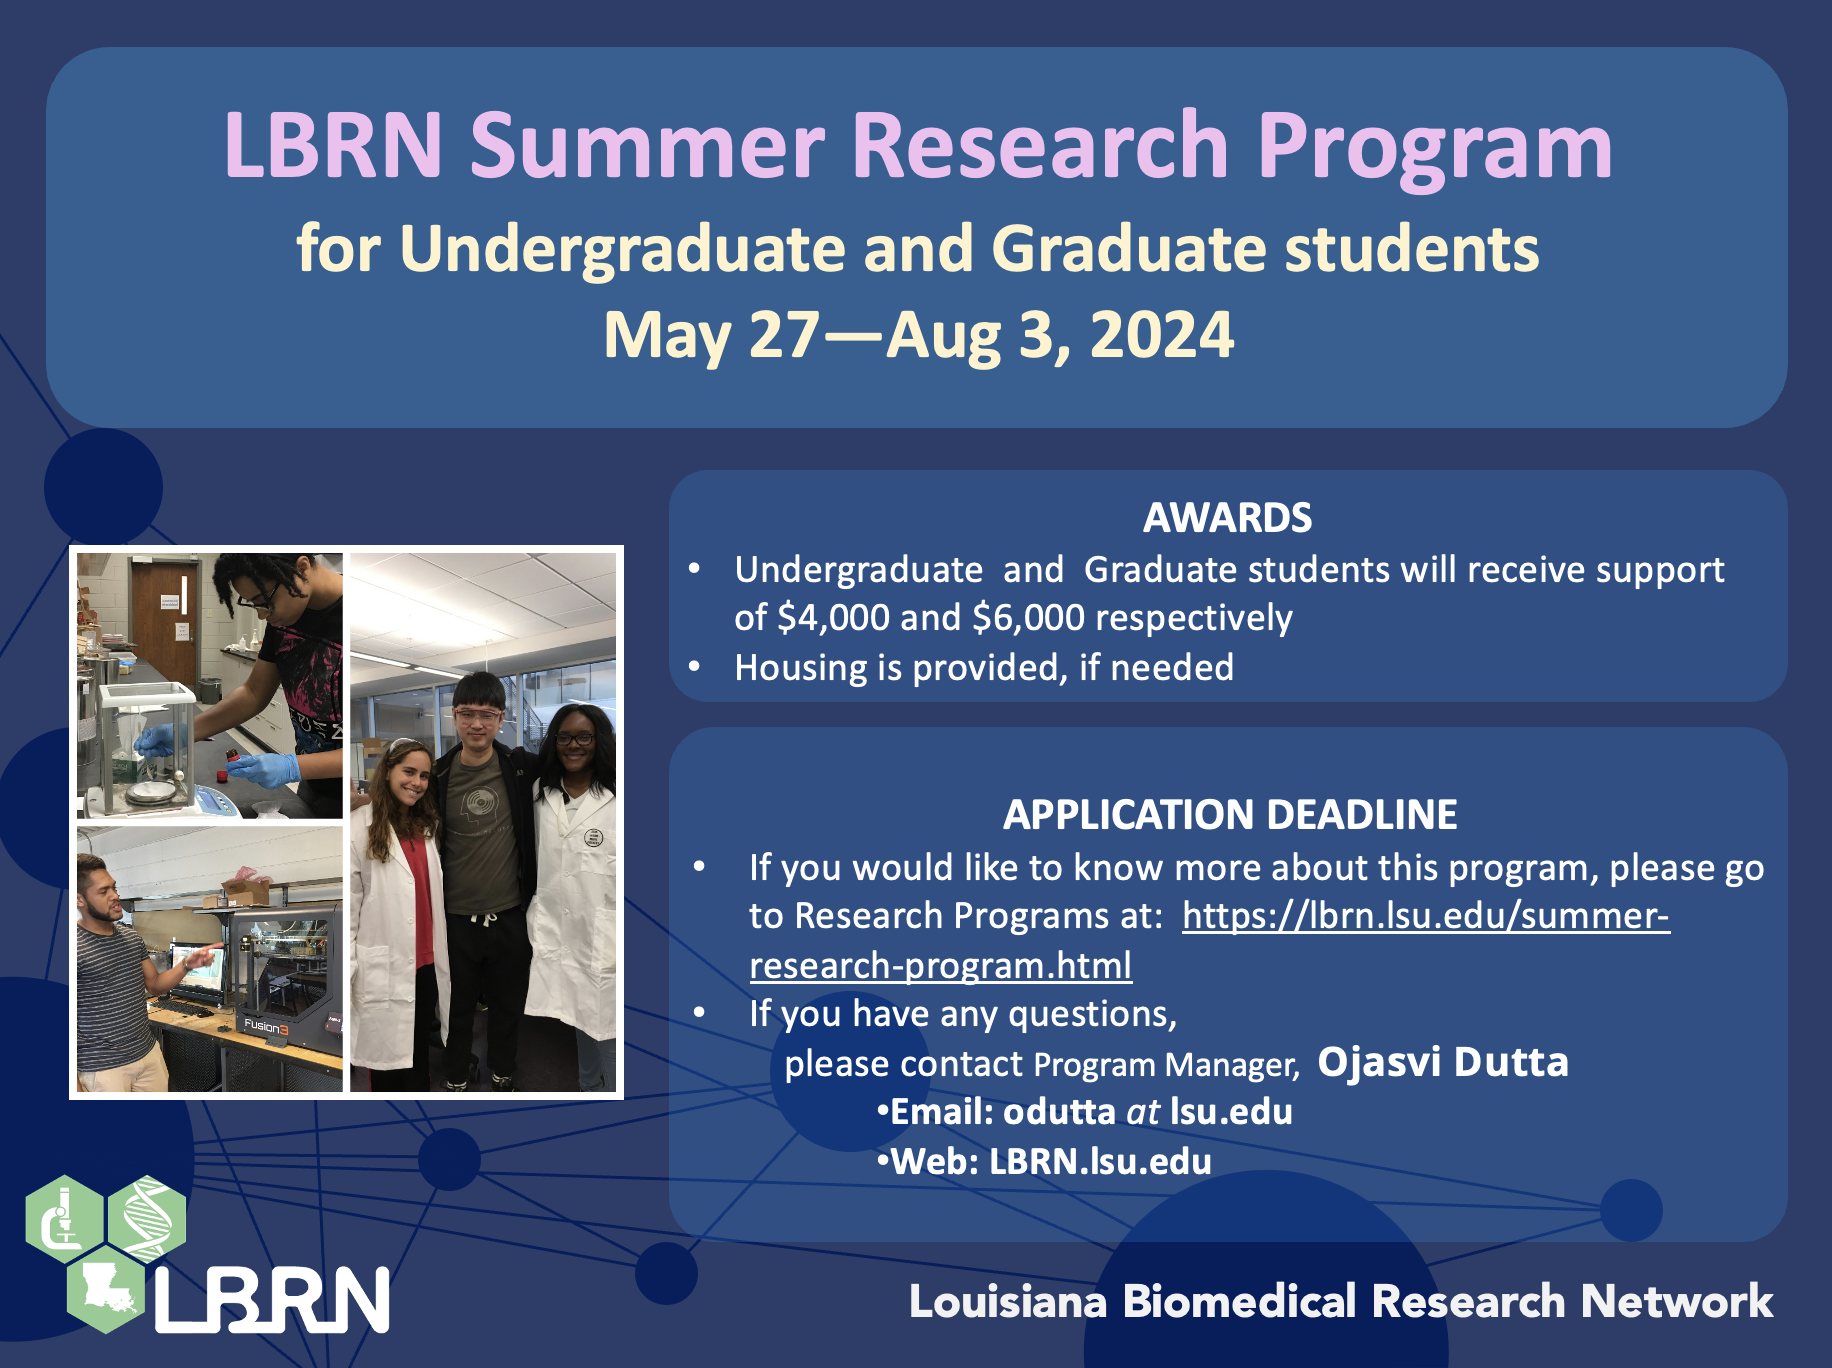 LBRN Summer Research Program
for Undergraduate and Graduate students
May 27—Aug 3, 2024
AWARDS
• Undergraduate and Graduate students will receive support
of $4,000 and $6,000 respectively
• Housing is provided, if needed
APPLICATION DEADLINE
• If you would like to know more about this program, please go
to Research Programs at: https://lbrn.lsu.edu/summer-
research-program.html
• If you have any questions,
please contact Program Manager, Ojasvi Dutta
•Email: odutta at lsu.edu
•Web: LBRN.lsu.edu
Fusion3
LBRN
Louisiana Biomedical Research Network